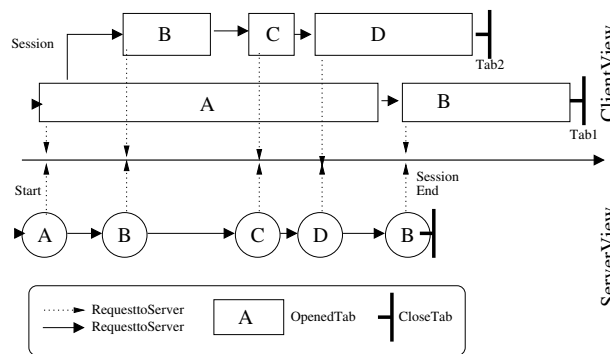 B
C
D
Session
Tab2
ClientView
A
B
Tab1
Start
Session
End
A
B
C
D
B
ServerView
RequesttoServer
RequesttoServer
A
OpenedTab
CloseTab